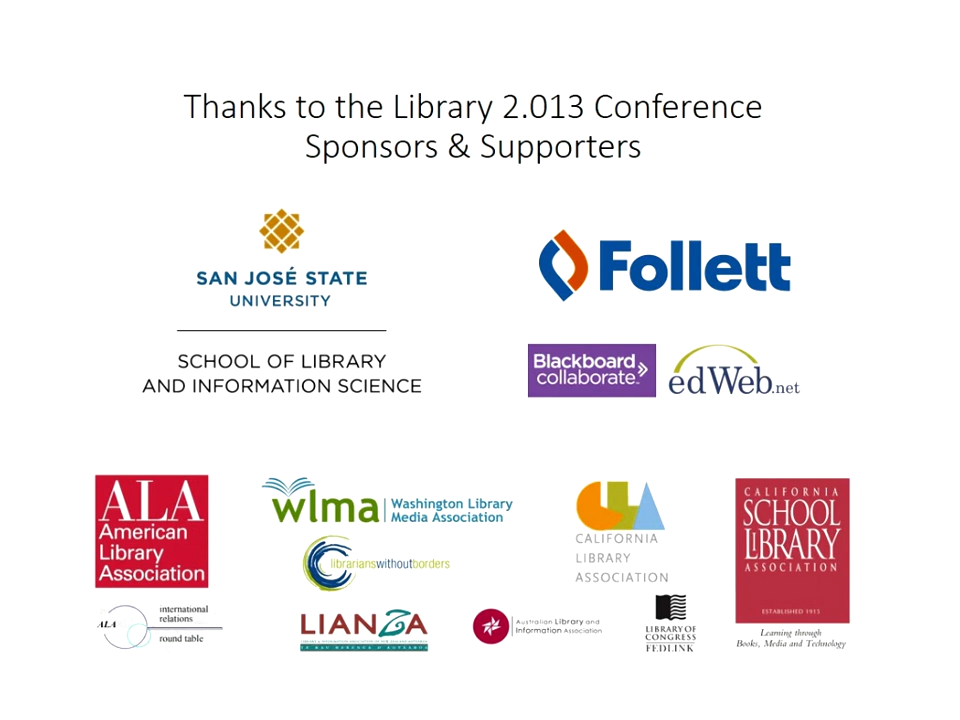 Thanks to the Library 2.013 Conference
Sponsors & Supporters
SAN JOSÉ STATE
UNIVERSITY
SCHOOL OF LIBRARY
AND INFORMATION SCIENCE
Follett
Blackboard
collaborate™
edWeb.net
ALA
American
Library
Association
wlma
Washington Library
Media Association
librarianswithoutborders
CLA
CALIFORNIA
LIBRARY
ASSOCIATION
CALIFORNIA
SCHOOL
LIBRARY
ASSOCIATION
ALA
international
relations
round table
LIANZA
Australian Library and
Information Association
LIBRARY OF
CONGRESS
FEDLINK
ESTABLISHED 1915
Learning through
Books, Media and Technology